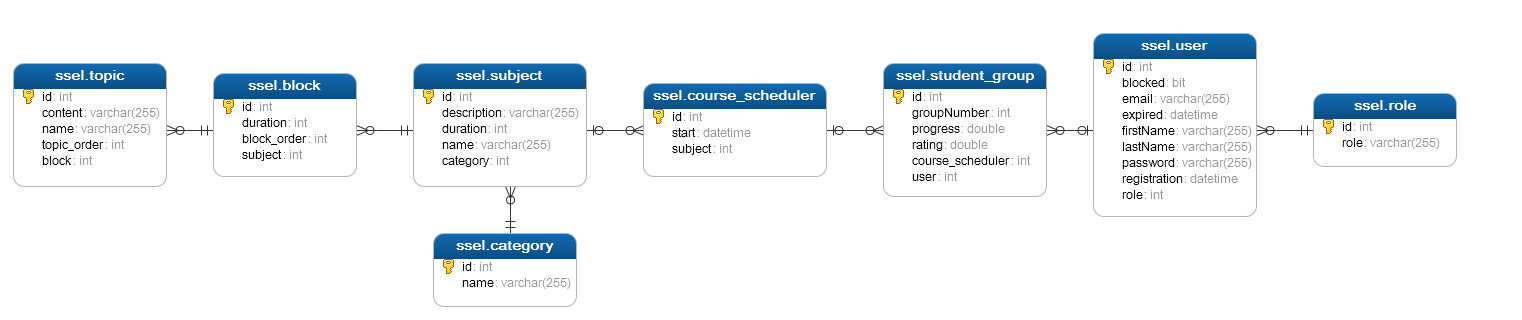 ssel.topic
id: int
content: varchar(255)
name: varchar(255)
topic_order: int
block: int
ssel.block
id: int
duration: int
block_order: int
subject: int
ssel.subject
id: int
description: varchar(255)
duration: int
name: varchar(255)
category: int
ssel.category
id: int
name: varchar(255)
ssel.course_scheduler
id: int
start: datetime
subject: int
ssel.student_group
id: int
groupNumber: int
progress: double
rating: double
course_scheduler: int
user: int
ssel.user
id: int
blocked: bit
email: varchar(255)
expired: datetime
firstName: varchar(255)
lastName: varchar(255)
password: varchar(255)
registration: datetime
role: int
ssel.role
id: int
role: varchar(255)